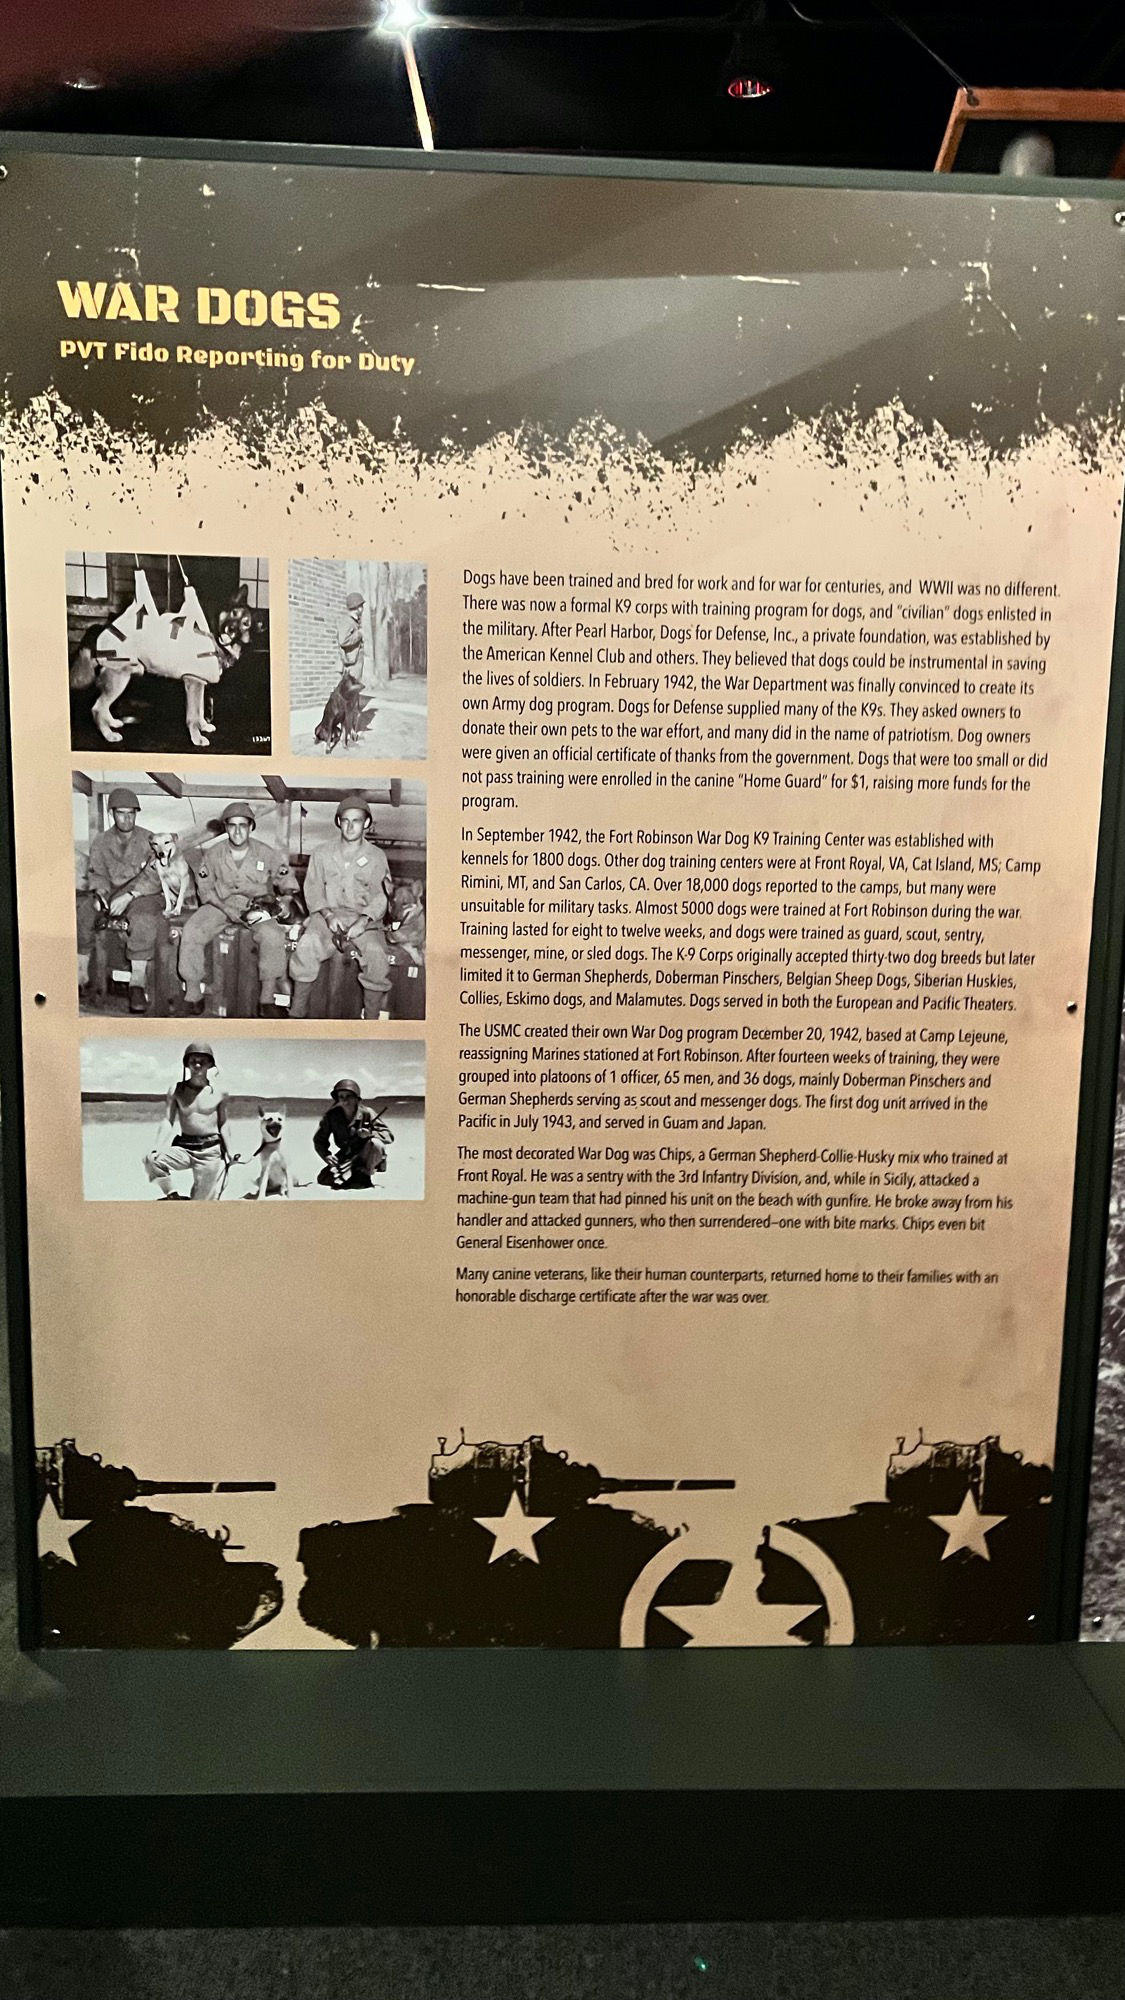 WAR DOGS
PVT Fido Reporting for Duty
Dogs have been trained and bred for work and for war for centuries, and WWII was no different.
There was now a formal K9 corps with training program for dogs, and "civilian" dogs enlisted in
the military. After Pearl Harbor, Dogs for Defense, Inc., a private foundation, was established by
the American Kennel Club and others. They believed that dogs could be instrumental in saving
the lives of soldiers. In February 1942, the War Department was finally convinced to create its
own Army dog program. Dogs for Defense supplied many of the K9s. They asked owners to
donate their own pets to the war effort, and many did in the name of patriotism. Dog owners
were given an official certificate of thanks from the government. Dogs that were too small or did
not pass training were enrolled in the canine "Home Guard" for $1, raising more funds for the
program.
In September 1942, the Fort Robinson War Dog K9 Training Center was established with
kennels for 1800 dogs. Other dog training centers were at Front Royal, VA, Cat Island, MS; Camp
Rimini, MT, and San Carlos, CA. Over 18,000 dogs reported to the camps, but many were
unsuitable for military tasks. Almost 5000 dogs were trained at Fort Robinson during the war.
Training lasted for eight to twelve weeks, and dogs were trained as guard, scout, sentry,
messenger, mine, or sled dogs. The K-9 Corps originally accepted thirty-two dog breeds but later
limited it to German Shepherds, Doberman Pinschers, Belgian Sheep Dogs, Siberian Huskies,
Collies, Eskimo dogs, and Malamutes. Dogs served in both the European and Pacific Theaters.
The USMC created their own War Dog program December 20, 1942, based at Camp Lejeune,
reassigning Marines stationed at Fort Robinson. After fourteen weeks of training, they were
grouped into platoons of 1 officer, 65 men, and 36 dogs, mainly Doberman Pinschers and
German Shepherds serving as scout and messenger dogs. The first dog unit arrived in the
Pacific in July 1943, and served in Guam and Japan.
The most decorated War Dog was Chips, a German Shepherd-Collie-Husky mix who trained at
Front Royal. He was a sentry with the 3rd Infantry Division, and, while in Sicily, attacked a
machine-gun team that had pinned his unit on the beach with gunfire. He broke away from his
handler and attacked gunners, who then surrendered–one with bite marks. Chips even bit
General Eisenhower once.
Many canine veterans, like their human counterparts, returned home to their families with an
honorable discharge certificate after the war was over.